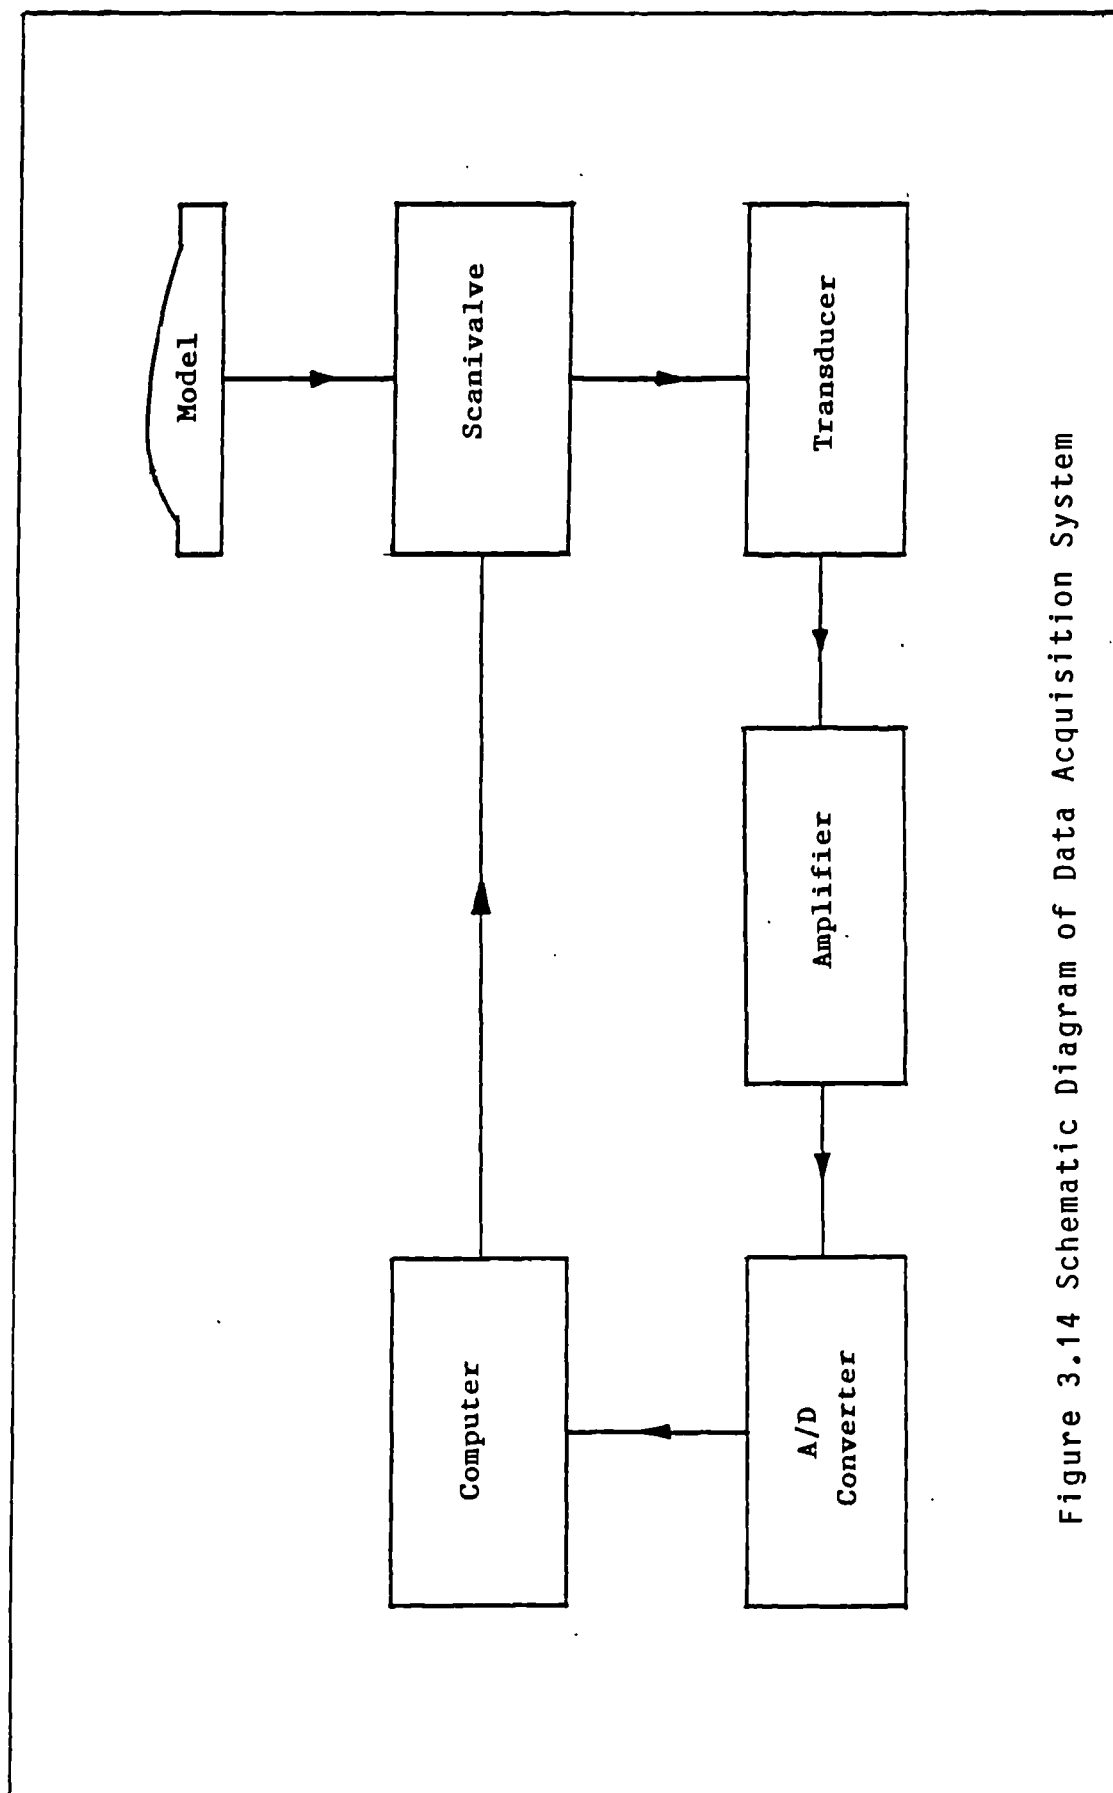 Model
Scanivalve
Transducer
Amplifier
A/D
Converter
Computer
Figure 3.14 Schematic Diagram of Data Acquisition System